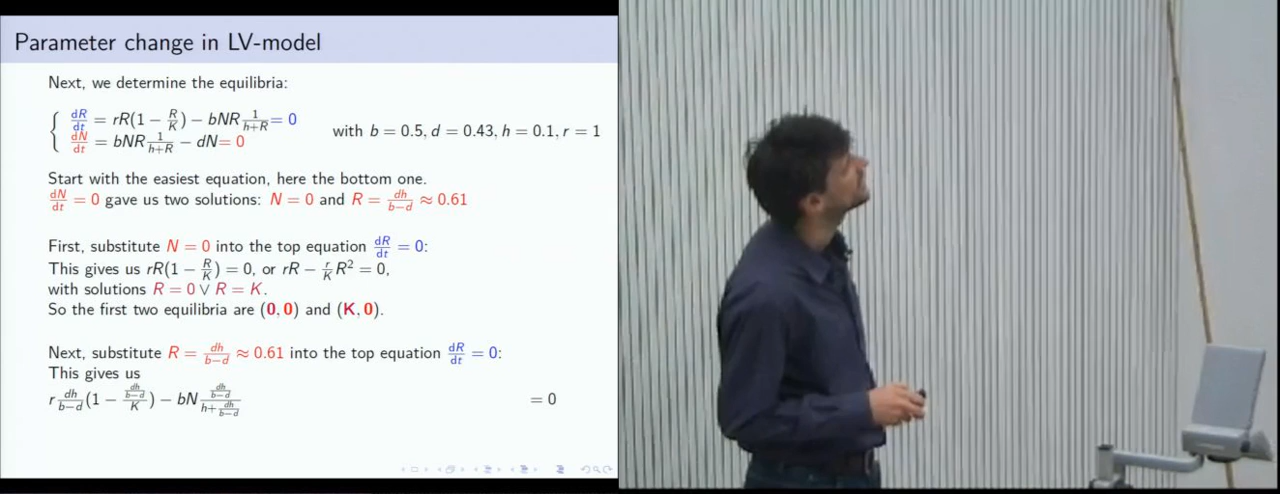 Parameter change in LV-model
Next, we determine the equilibria:
{ dR/dt = rR(1 − R/K) − bNR 1/(h+R) = 0
dN/dt = bNR 1/(h+R) − dN = 0
with b = 0.5, d = 0.43, h = 0.1, r = 1
Start with the easiest equation, here the bottom one.
dN/dt = 0 gave us two solutions: N = 0 and R = dh/(b−d) ≈ 0.61
First, substitute N = 0 into the top equation dR/dt = 0:
This gives us rR(1 − R/K) = 0, or rR − r/K R² = 0,
with solutions R = 0 ∨ R = K.
So the first two equilibria are (0, 0) and (K, 0).
Next, substitute R = dh/(b−d) ≈ 0.61 into the top equation dR/dt = 0:
This gives us
r dh/(b−d) (1 − (dh/(b−d))/K) − bN (dh/(b−d))/(h + dh/(b−d)) = 0